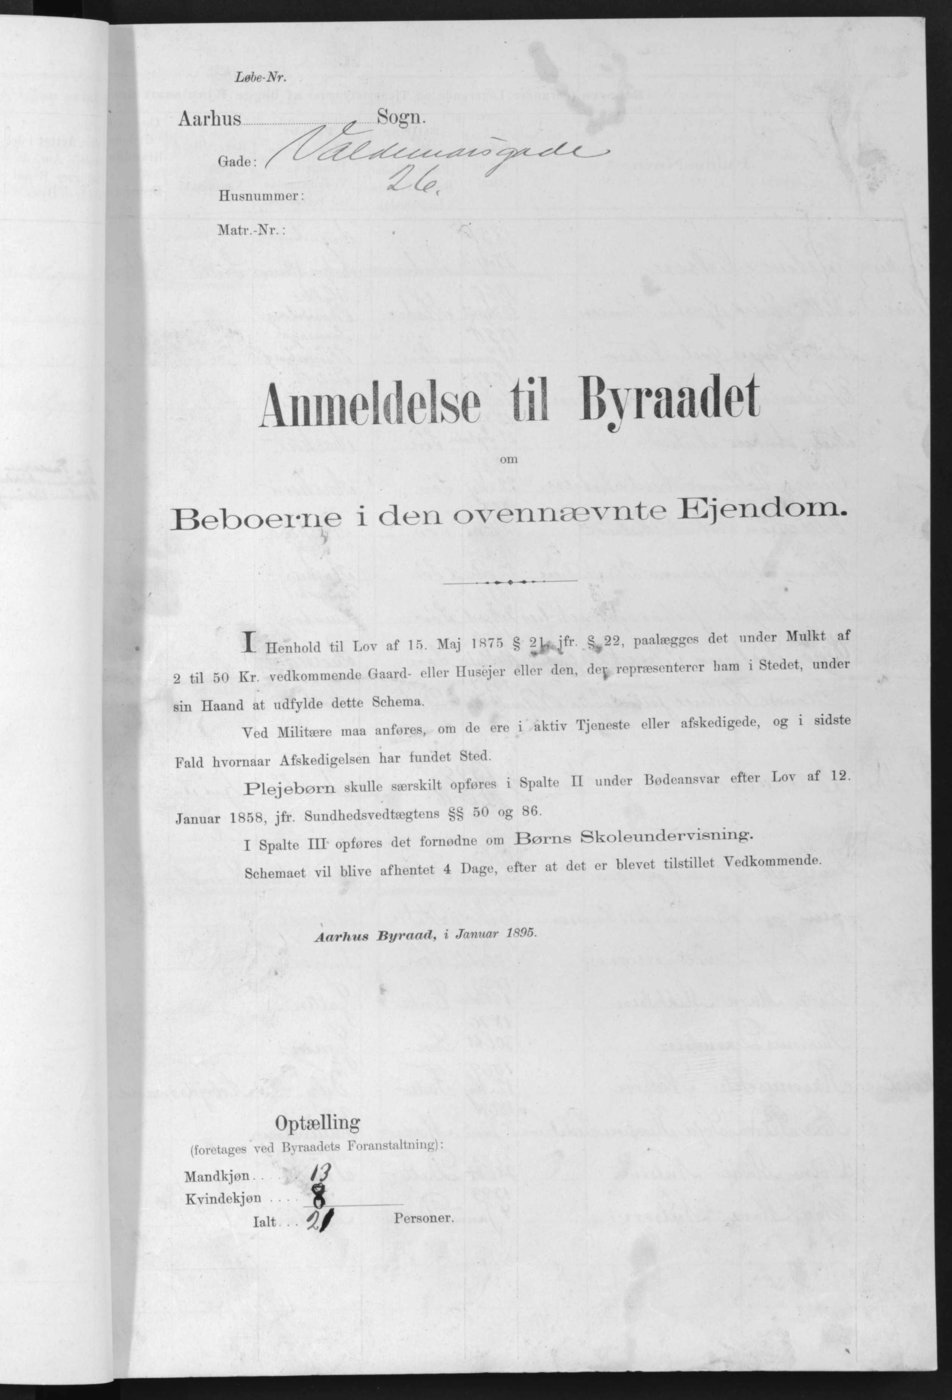 Løbe-Nr.
Aarhus Sogn.
Gade: Valdemarsgade
Husnummer: 26.
Matr.-Nr.:
Anmeldelse til Byraadet
om
Beboerne i den ovennævnte Ejendom.
I Henhold til Lov af 15. Maj 1875 § 21, jfr. § 22, paalægges det under Mulkt af
2 til 50 Kr. vedkommende Gaard- eller Husejer eller den, der repræsenterer ham i Stedet, under
sin Haand at udfylde dette Schema.
Ved Militære maa anføres, om de ere i aktiv Tjeneste eller afskedigede, og i sidste
Fald hvornaar Afskedigelsen har fundet Sted.
Plejebørn skulle særskilt opføres i Spalte II under Bødeansvar efter Lov af 12.
Januar 1858, jfr. Sundhedsvedtægtens §§ 50 og 86.
I Spalte III opføres det fornødne om Børns Skoleundervisning.
Schemaet vil blive afhentet 4 Dage, efter at det er blevet tilstillet Vedkommende.
Aarhus Byraad, i Januar 1895.
Optælling
(foretages ved Byraadets Foranstaltning):
Mandkjøn.... 13
Kvindekjøn .... 8
Ialt... 21 Personer.